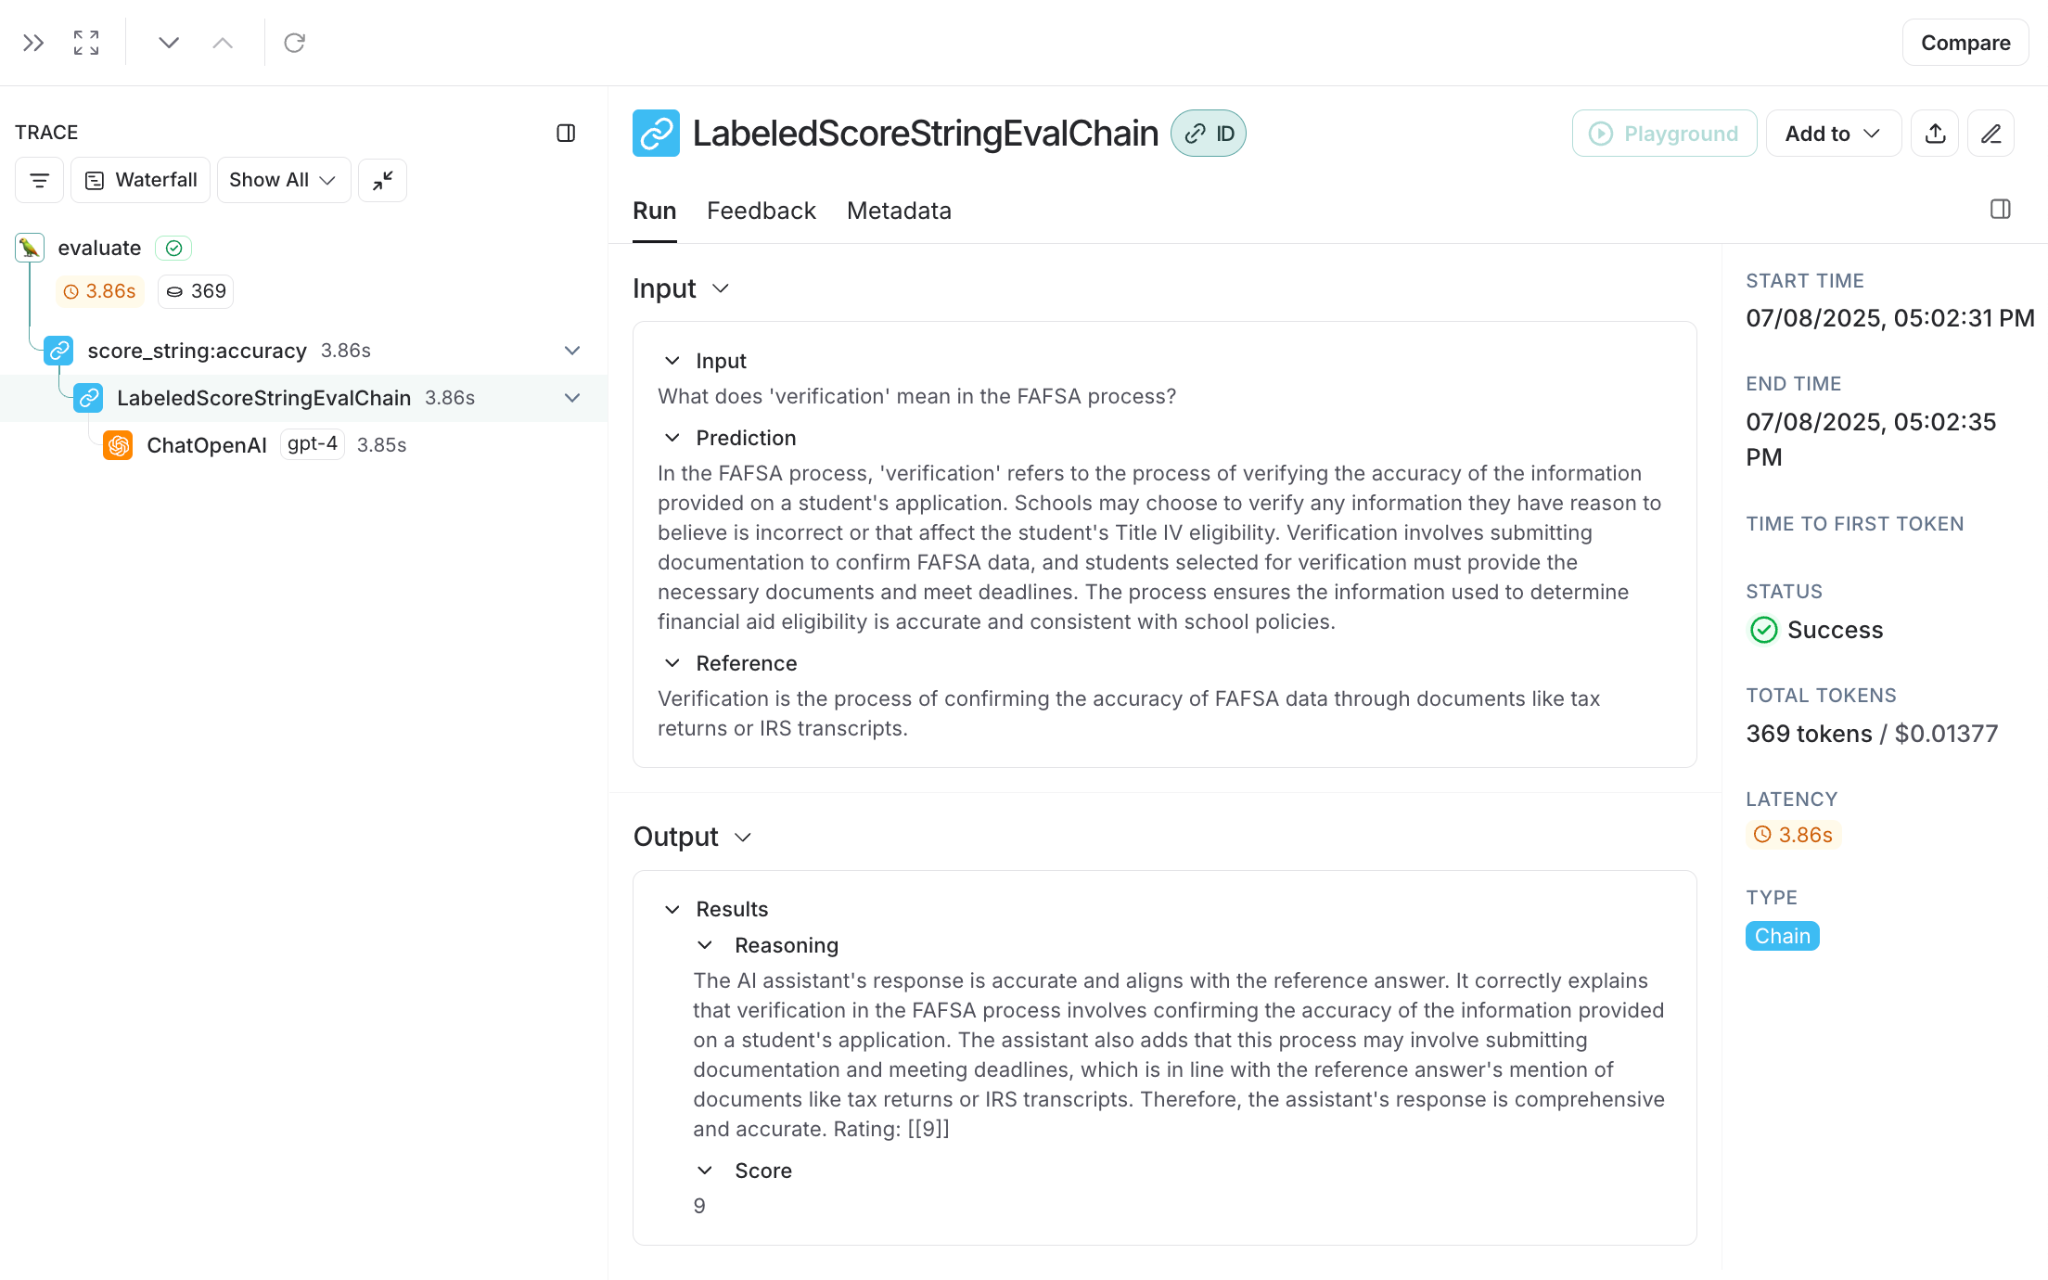 Compare
TRACE
Waterfall
Show All
evaluate
3.86s
369
score_string:accuracy 3.86s
LabeledScoreStringEvalChain 3.86s
ChatOpenAI gpt-4 3.85s
LabeledScoreStringEvalChain
ID
Playground
Add to
Run
Feedback
Metadata
Input
Input
What does 'verification' mean in the FAFSA process?
Prediction
In the FAFSA process, 'verification' refers to the process of verifying the accuracy of the information
provided on a student's application. Schools may choose to verify any information they have reason to
believe is incorrect or that affect the student's Title IV eligibility. Verification involves submitting
documentation to confirm FAFSA data, and students selected for verification must provide the
necessary documents and meet deadlines. The process ensures the information used to determine
financial aid eligibility is accurate and consistent with school policies.
Reference
Verification is the process of confirming the accuracy of FAFSA data through documents like tax
returns or IRS transcripts.
Output
Results
Reasoning
The AI assistant's response is accurate and aligns with the reference answer. It correctly explains
that verification in the FAFSA process involves confirming the accuracy of the information provided
on a student's application. The assistant also adds that this process may involve submitting
documentation and meeting deadlines, which is in line with the reference answer's mention of
documents like tax returns or IRS transcripts. Therefore, the assistant's response is comprehensive
and accurate. Rating: [[9]]
Score
9
START TIME
07/08/2025, 05:02:31 PM
END TIME
07/08/2025, 05:02:35
PM
TIME TO FIRST TOKEN
STATUS
Success
TOTAL TOKENS
369 tokens / $0.01377
LATENCY
3.86s
TYPE
Chain